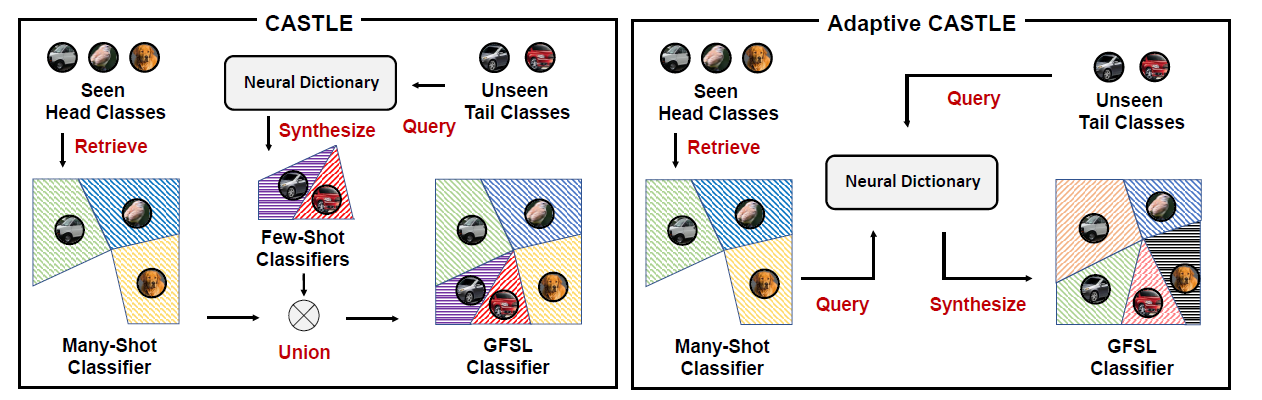 CASTLE
Seen
Head Classes
Retrieve
Neural Dictionary
Synthesize
Query
Unseen
Tail Classes
Few-Shot
Classifiers
Union
Many-Shot
Classifier
GFSL
Classifier
Adaptive CASTLE
Seen
Head Classes
Retrieve
Query
Unseen
Tail Classes
Neural Dictionary
Query
Synthesize
Many-Shot
Classifier
GFSL
Classifier